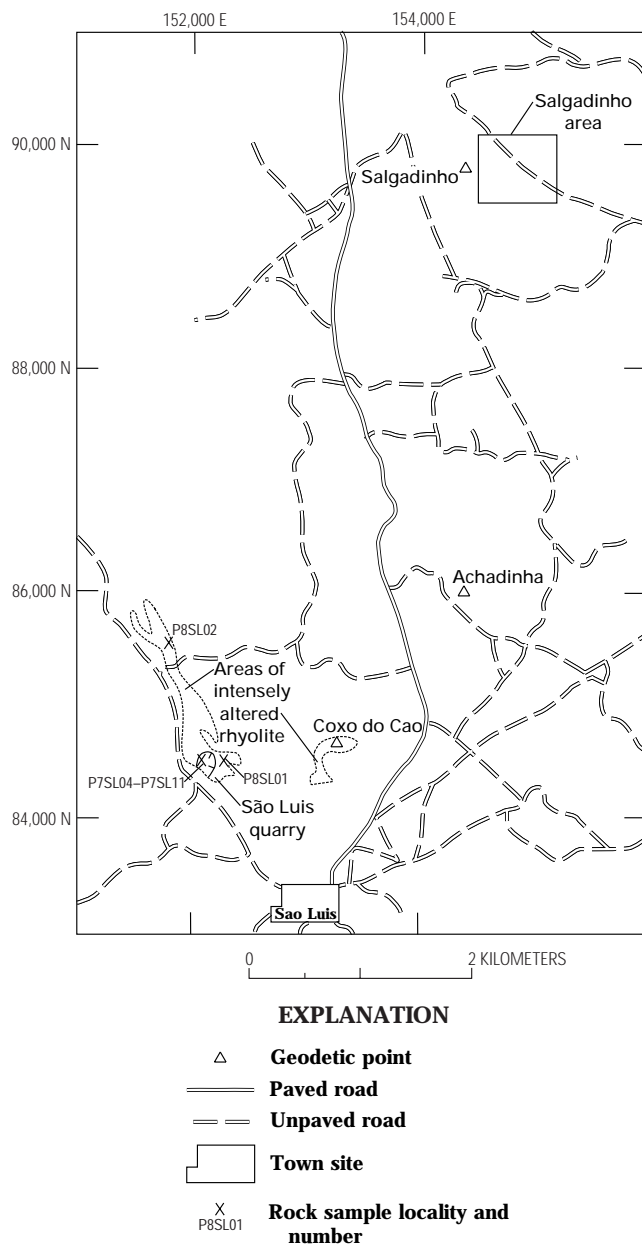 152,000 E
154,000 E
90,000 N
Salgadinho
area
Salgadinho
88,000 N
86,000 N
Achadinha
P8SL02
Areas of
intensely
altered
rhyolite
Coxo do Cao
P7SL04–P7SL11
P8SL01
São Luis
quarry
84,000 N
Sao Luis
0
2 KILOMETERS
EXPLANATION
Geodetic point
Paved road
Unpaved road
Town site
P8SL01
Rock sample locality and
number